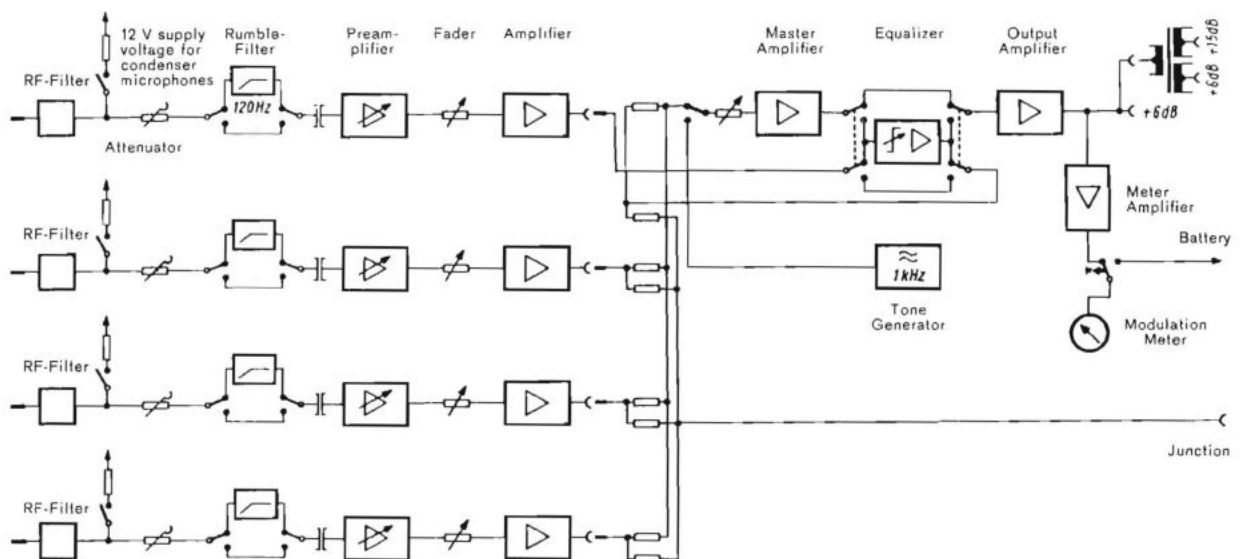 12 V supply
voltage for
condenser
microphones
Rumble-
Filter
Pream-
plifier
Fader
Amplifier
Master
Amplifier
Equalizer
Output
Amplifier
+15dB
+6dB
+6dB
RF-Filter
120Hz
Attenuator
Meter
Amplifier
RF-Filter
Battery
1kHz
Tone
Generator
Modulation
Meter
RF-Filter
Junction
RF-Filter